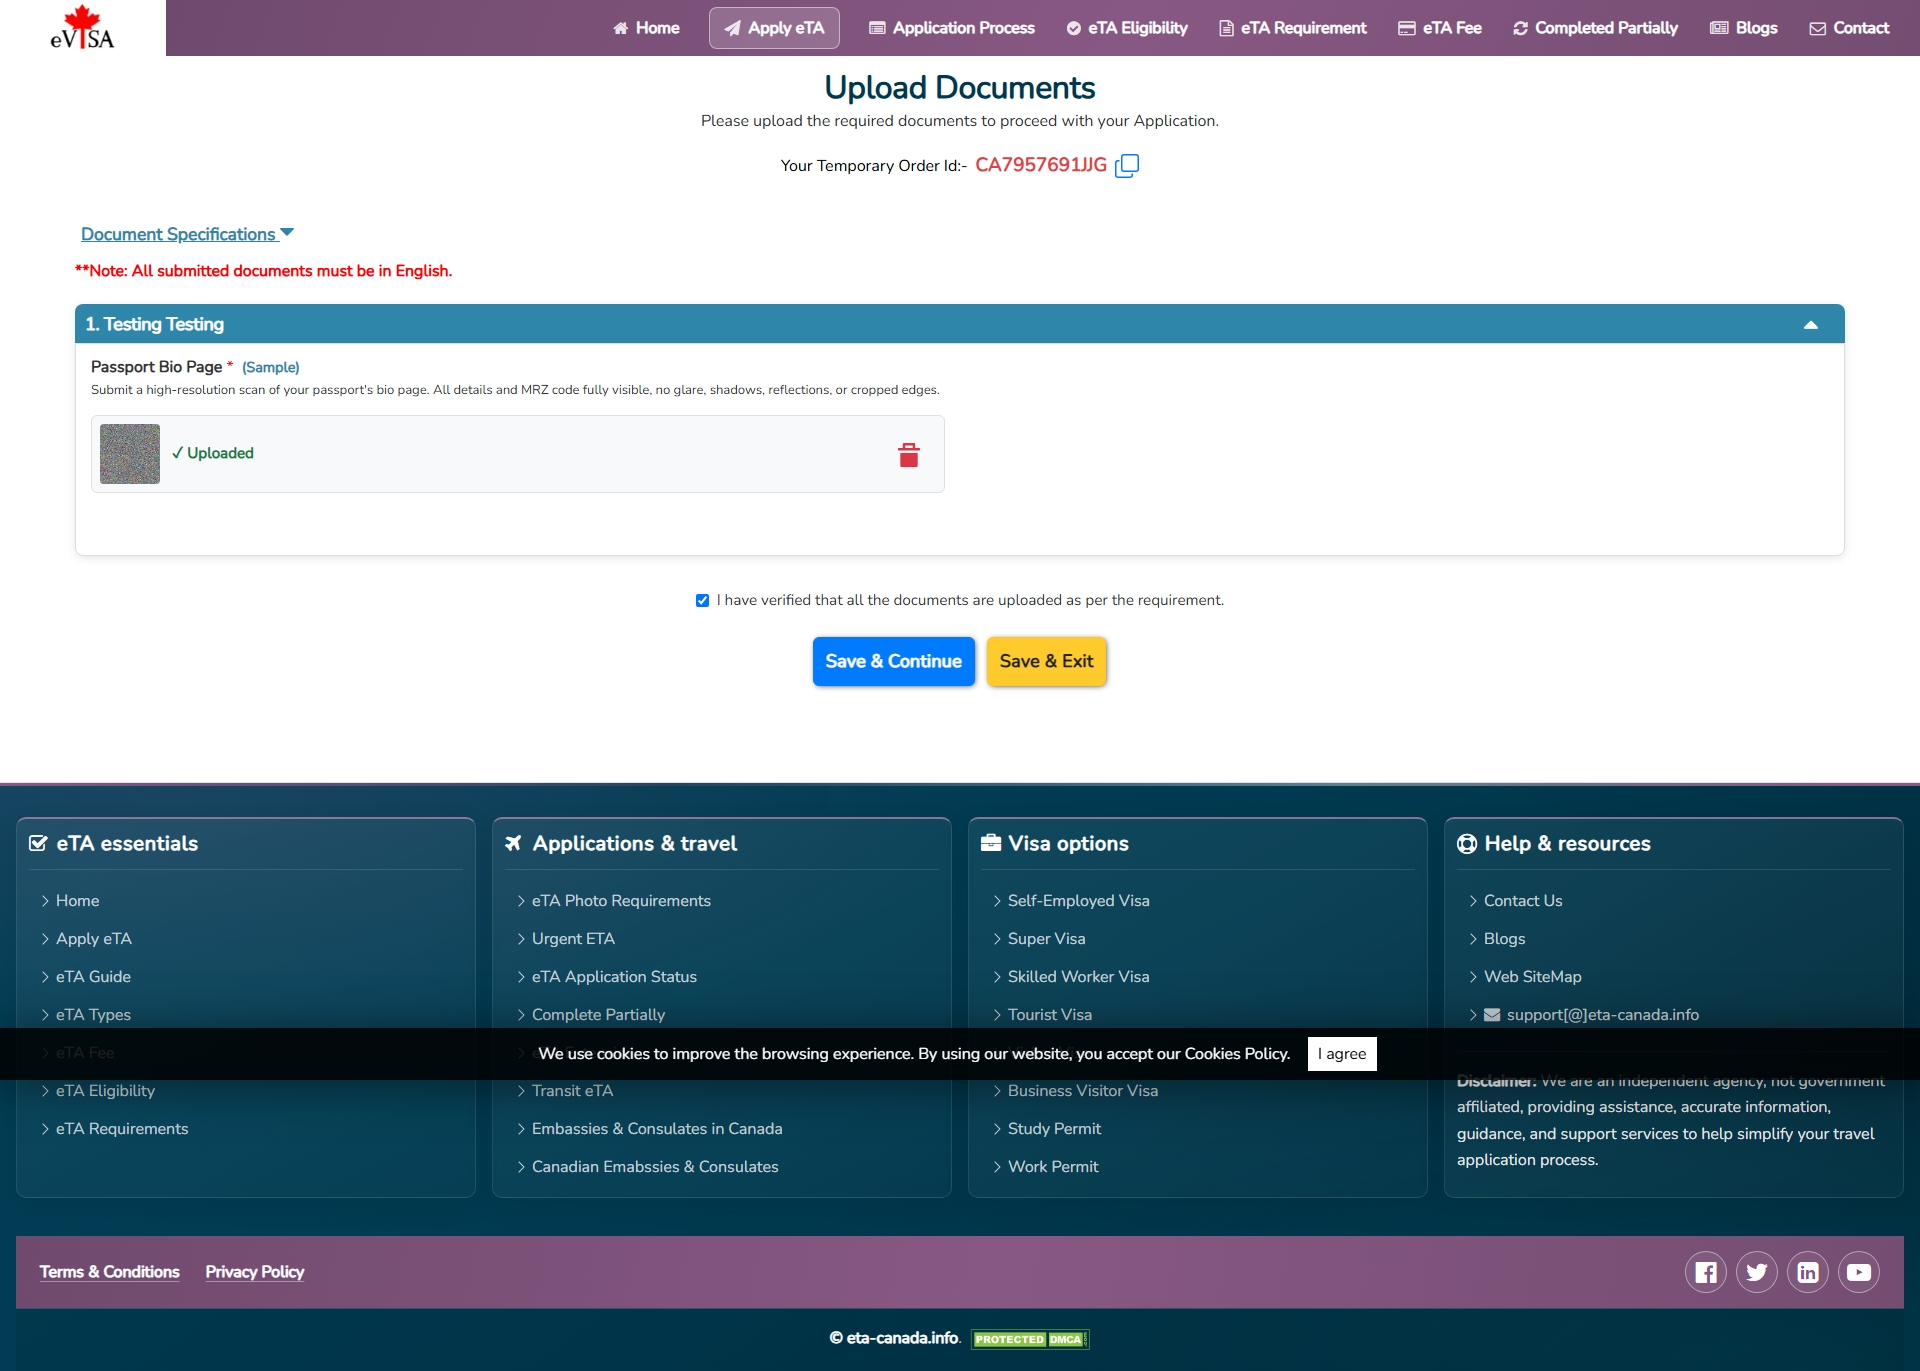 eVISA
Home
Apply eTA
Application Process
eTA Eligibility
eTA Requirement
eTA Fee
Completed Partially
Blogs
Contact
Upload Documents
Please upload the required documents to proceed with your Application.
Your Temporary Order Id:- CA7957691JJG
Document Specifications
**Note: All submitted documents must be in English.
1. Testing Testing
Passport Bio Page * (Sample)
Submit a high-resolution scan of your passport's bio page. All details and MRZ code fully visible, no glare, shadows, reflections, or cropped edges.
✓ Uploaded
I have verified that all the documents are uploaded as per the requirement.
Save & Continue
Save & Exit
eTA essentials
Home
Apply eTA
eTA Guide
eTA Types
eTA Fee
eTA Eligibility
eTA Requirements
Applications & travel
eTA Photo Requirements
Urgent ETA
eTA Application Status
Complete Partially
Transit eTA
Embassies & Consulates in Canada
Canadian Emabssies & Consulates
Visa options
Self-Employed Visa
Super Visa
Skilled Worker Visa
Tourist Visa
Business Visitor Visa
Study Permit
Work Permit
Help & resources
Contact Us
Blogs
Web SiteMap
support[@]eta-canada.info
Disclaimer: We are an independent agency, not government
affiliated, providing assistance, accurate information,
guidance, and support services to help simplify your travel
application process.
We use cookies to improve the browsing experience. By using our website, you accept our Cookies Policy.
I agree
Terms & Conditions
Privacy Policy
© eta-canada.info.
PROTECTED DMCA